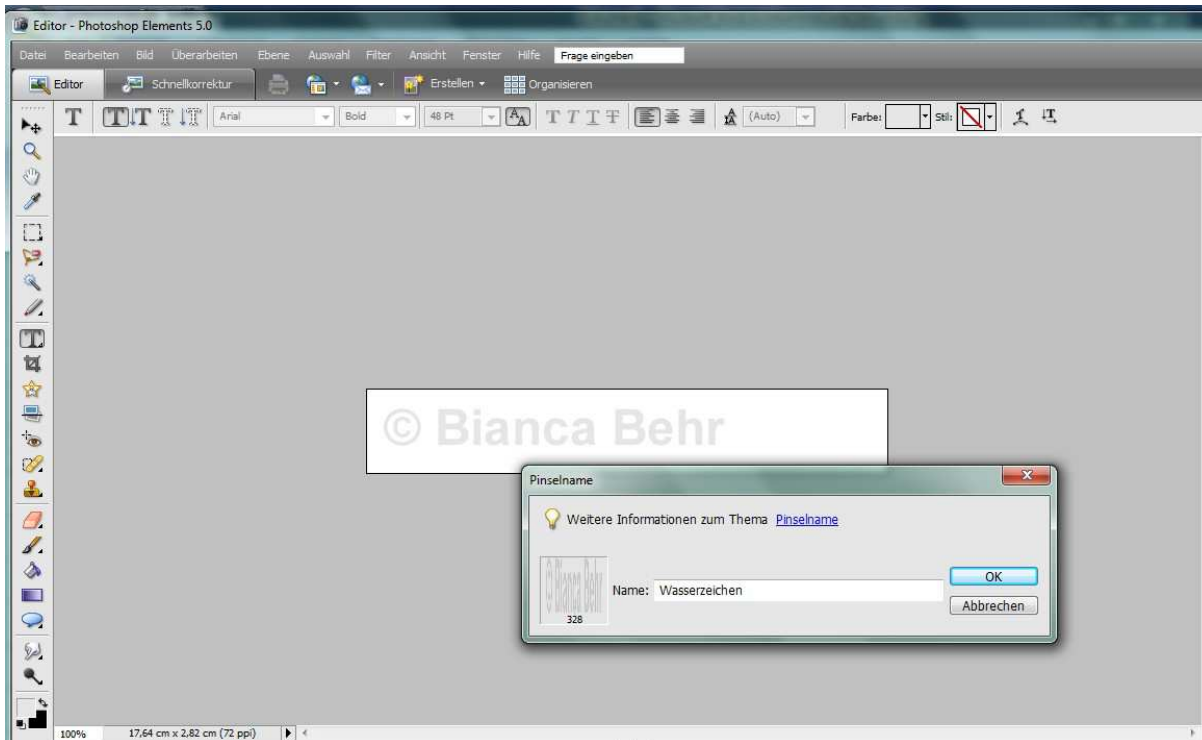 Editor - Photoshop Elements 5.0
Datei Bearbeiten Bild Überarbeiten Ebene Auswahl Filter Ansicht Fenster Hilfe Frage eingeben
Editor Schnellkorrektur Erstellen Organisieren
Arial Bold 48 Pt (Auto) Farbe: Stil:
© Bianca Behr
Pinselname
Weitere Informationen zum Thema Pinselname
© Bianca Behr
328
Name: Wasserzeichen
OK
Abbrechen
100% 17,64 cm x 2,82 cm (72 ppi)